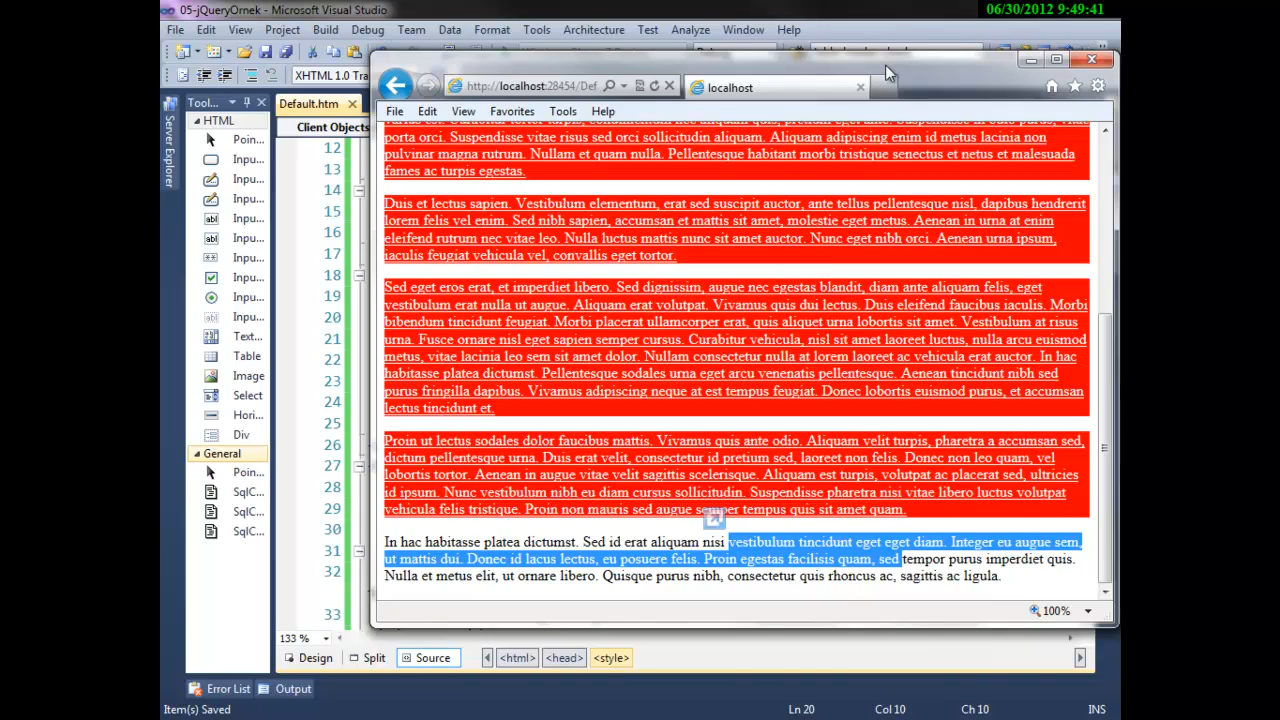 05-jQueryOrnek - Microsoft Visual Studio
06/30/2012 9:49:41
File Edit View Project Build Debug Team Data Format Tools Architecture Test Analyze Window Help
XHTML 1.0 Tra
http://localhost:28454/Def
localhost
File Edit View Favorites Tools Help
Server Explorer
Tool...
HTML
Poin...
Inpu...
Inpu...
Inpu...
Inpu...
Inpu...
Inpu...
Inpu...
Inpu...
Inpu...
Text...
Table
Image
Select
Hori...
Div
General
Poin...
SqlC...
SqlC...
SqlC...
Default.htm
Client Objects
12
13
14
15
16
17
18
19
20
21
22
23
24
25
26
27
28
29
30
31
32
33
porta orci. Suspendisse vitae risus sed orci sollicitudin aliquam. Aliquam adipiscing enim id metus lacinia non
pulvinar magna rutrum. Nullam et quam nulla. Pellentesque habitant morbi tristique senectus et netus et malesuada
fames ac turpis egestas.
Duis et lectus sapien. Vestibulum elementum, erat sed suscipit auctor, ante tellus pellentesque nisl, dapibus hendrerit
lorem felis vel enim. Sed nibh sapien, accumsan et mattis sit amet, molestie eget metus. Aenean in urna at enim
eleifend rutrum nec vitae leo. Nulla luctus mattis nunc sit amet auctor. Nunc eget nibh orci. Aenean urna ipsum,
iaculis feugiat vehicula vel, convallis eget tortor.
Sed eget eros erat, et imperdiet libero. Sed dignissim, augue nec egestas blandit, diam ante aliquam felis, eget
vestibulum erat nulla ut augue. Aliquam erat volutpat. Vivamus quis dui lectus. Duis eleifend faucibus iaculis. Morbi
bibendum tincidunt feugiat. Morbi placerat ullamcorper erat, quis aliquet urna lobortis sit amet. Vestibulum at risus
urna. Fusce ornare nisl eget sapien semper cursus. Curabitur vehicula, nisl sit amet laoreet luctus, nulla arcu euismod
metus, vitae lacinia leo sem sit amet dolor. Nullam consectetur nulla at lorem laoreet ac vehicula erat auctor. In hac
habitasse platea dictumst. Pellentesque sodales urna eget arcu venenatis pellentesque. Aenean tincidunt nibh sed
purus fringilla dapibus. Vivamus adipiscing neque at est tempus feugiat. Donec lobortis euismod purus, et accumsan
lectus tincidunt et.
Proin ut lectus sodales dolor faucibus mattis. Vivamus quis ante odio. Aliquam velit turpis, pharetra a accumsan sed,
dictum pellentesque urna. Duis erat velit, consectetur id pretium sed, laoreet non felis. Donec non leo quam, vel
lobortis tortor. Aenean in augue vitae velit sagittis scelerisque. Aliquam est turpis, volutpat ac placerat sed, ultricies
id ipsum. Nunc vestibulum nibh eu diam cursus sollicitudin. Suspendisse pharetra nisi vitae libero luctus volutpat
vehicula felis tristique. Proin non mauris sed augue semper tempus quis sit amet quam.
In hac habitasse platea dictumst. Sed id erat aliquam nisi vestibulum tincidunt eget eget diam. Integer eu augue sem,
ut mattis dui. Donec id lacus lectus, eu posuere felis. Proin egestas facilisis quam, sed tempor purus imperdiet quis.
Nulla et metus elit, ut ornare libero. Quisque purus nibh, consectetur quis rhoncus ac, sagittis ac ligula.
100%
133 %
Design Split Source <html> <head> <style>
Error List Output
Item(s) Saved Ln 20 Col 10 Ch 10 INS